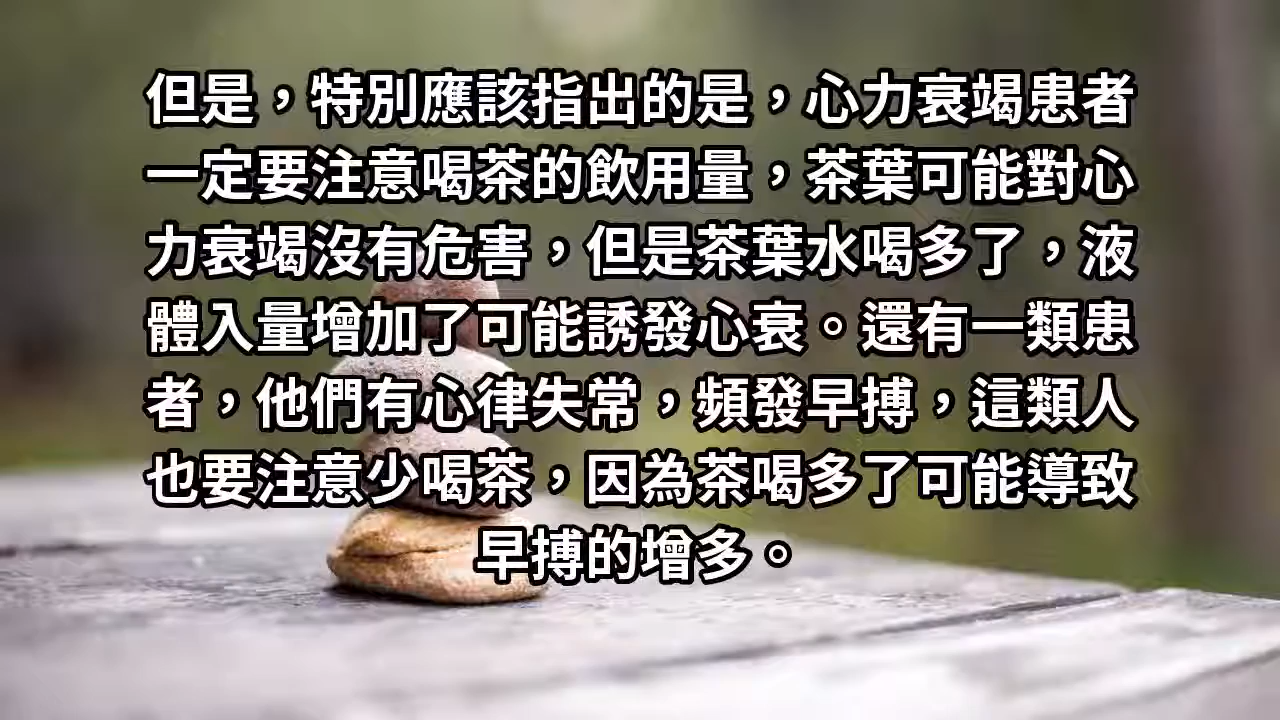 但是，特別應該指出的是，心力衰竭患者
一定要注意喝茶的飲用量，茶葉可能對心
力衰竭沒有危害，但是茶葉水喝多了，液
體入量增加了可能誘發心衰。還有一類患
者，他們有心律失常，頻發早搏，這類人
也要注意少喝茶，因為茶喝多了可能導致
早搏的增多。